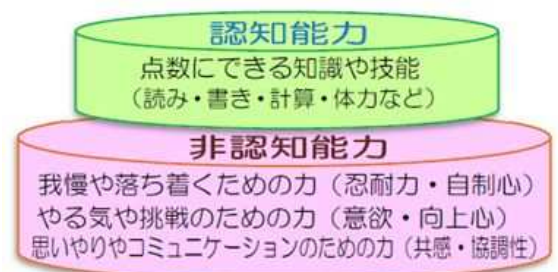 認知能力
点数にできる知識や技能
（読み・書き・計算・体力など）
非認知能力
我慢や落ち着くための力（忍耐力・自制心）
やる気や挑戦のための力（意欲・向上心）
思いやりやコミュニケーションのための力（共感・協調性）